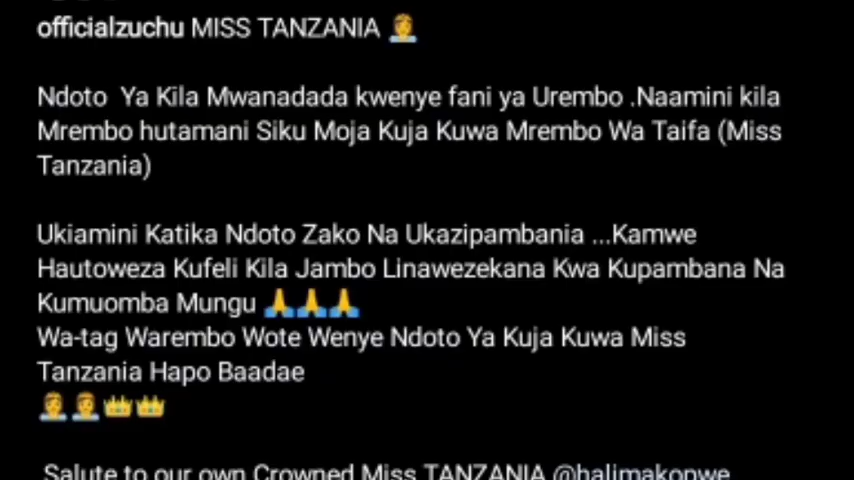 officialzuchu MISS TANZANIA 💆‍♀️
Ndoto Ya Kila Mwanadada kwenye fani ya Urembo .Naamini kila
Mrembo hutamani Siku Moja Kuja Kuwa Mrembo Wa Taifa (Miss
Tanzania)
Ukiamini Katika Ndoto Zako Na Ukazipambania ...Kamwe
Hautoweza Kufeli Kila Jambo Linawezekana Kwa Kupambana Na
Kumuomba Mungu 🙏🙏🙏
Wa-tag Warembo Wote Wenye Ndoto Ya Kuja Kuwa Miss
Tanzania Hapo Baadae
💆‍♀️💆‍♀️👑👑
Salute to our own Crowned Miss TANZANIA @halimakopwe